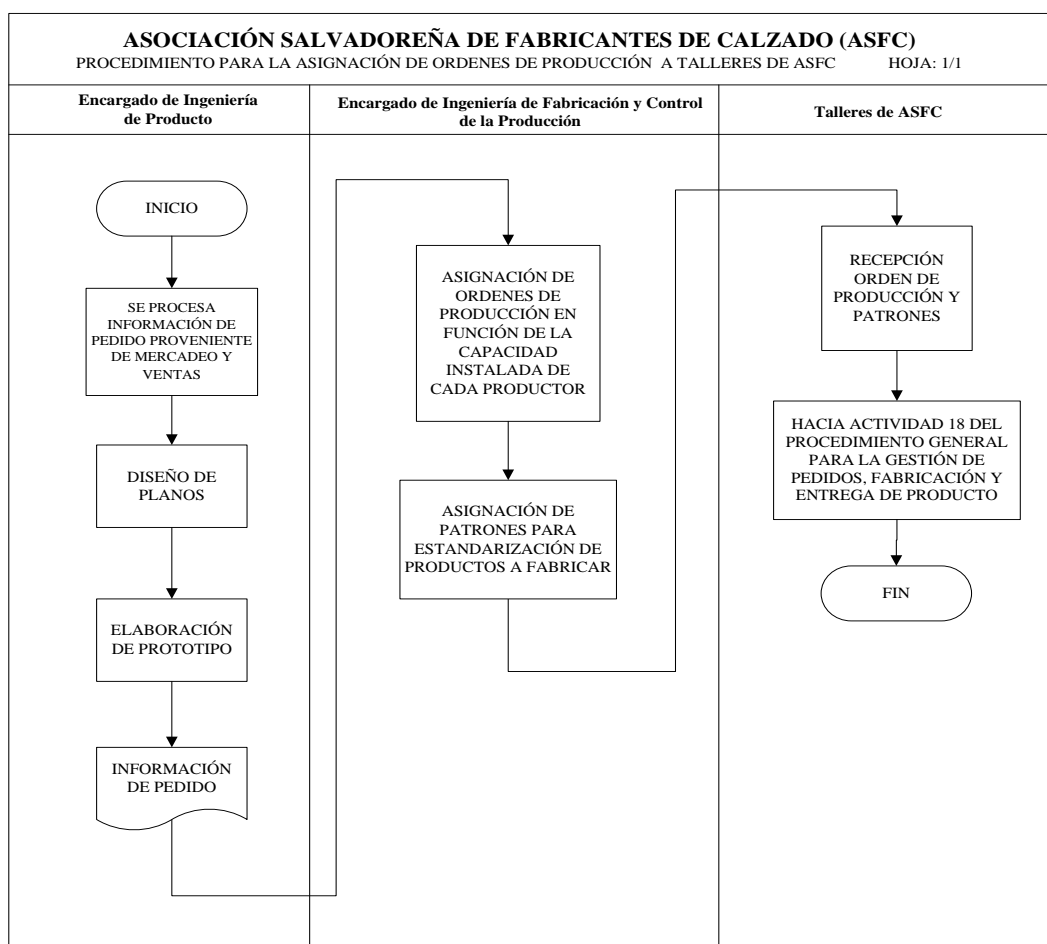 ASOCIACIÓN SALVADOREÑA DE FABRICANTES DE CALZADO (ASFC)
PROCEDIMIENTO PARA LA ASIGNACIÓN DE ORDENES DE PRODUCCIÓN A TALLERES DE ASFC HOJA: 1/1
Encargado de Ingeniería
de Producto
Encargado de Ingeniería de Fabricación y Control
de la Producción
Talleres de ASFC
INICIO
SE PROCESA
INFORMACIÓN DE
PEDIDO PROVENIENTE
DE MERCADEO Y
VENTAS
DISEÑO DE
PLANOS
ELABORACIÓN
DE PROTOTIPO
INFORMACIÓN
DE PEDIDO
ASIGNACIÓN DE
ORDENES DE
PRODUCCIÓN EN
FUNCIÓN DE LA
CAPACIDAD
INSTALADA DE
CADA PRODUCTOR
ASIGNACIÓN DE
PATRONES PARA
ESTANDARIZACIÓN DE
PRODUCTOS A FABRICAR
RECEPCIÓN
ORDEN DE
PRODUCCIÓN Y
PATRONES
HACIA ACTIVIDAD 18 DEL
PROCEDIMIENTO GENERAL
PARA LA GESTIÓN DE
PEDIDOS, FABRICACIÓN Y
ENTREGA DE PRODUCTO
FIN